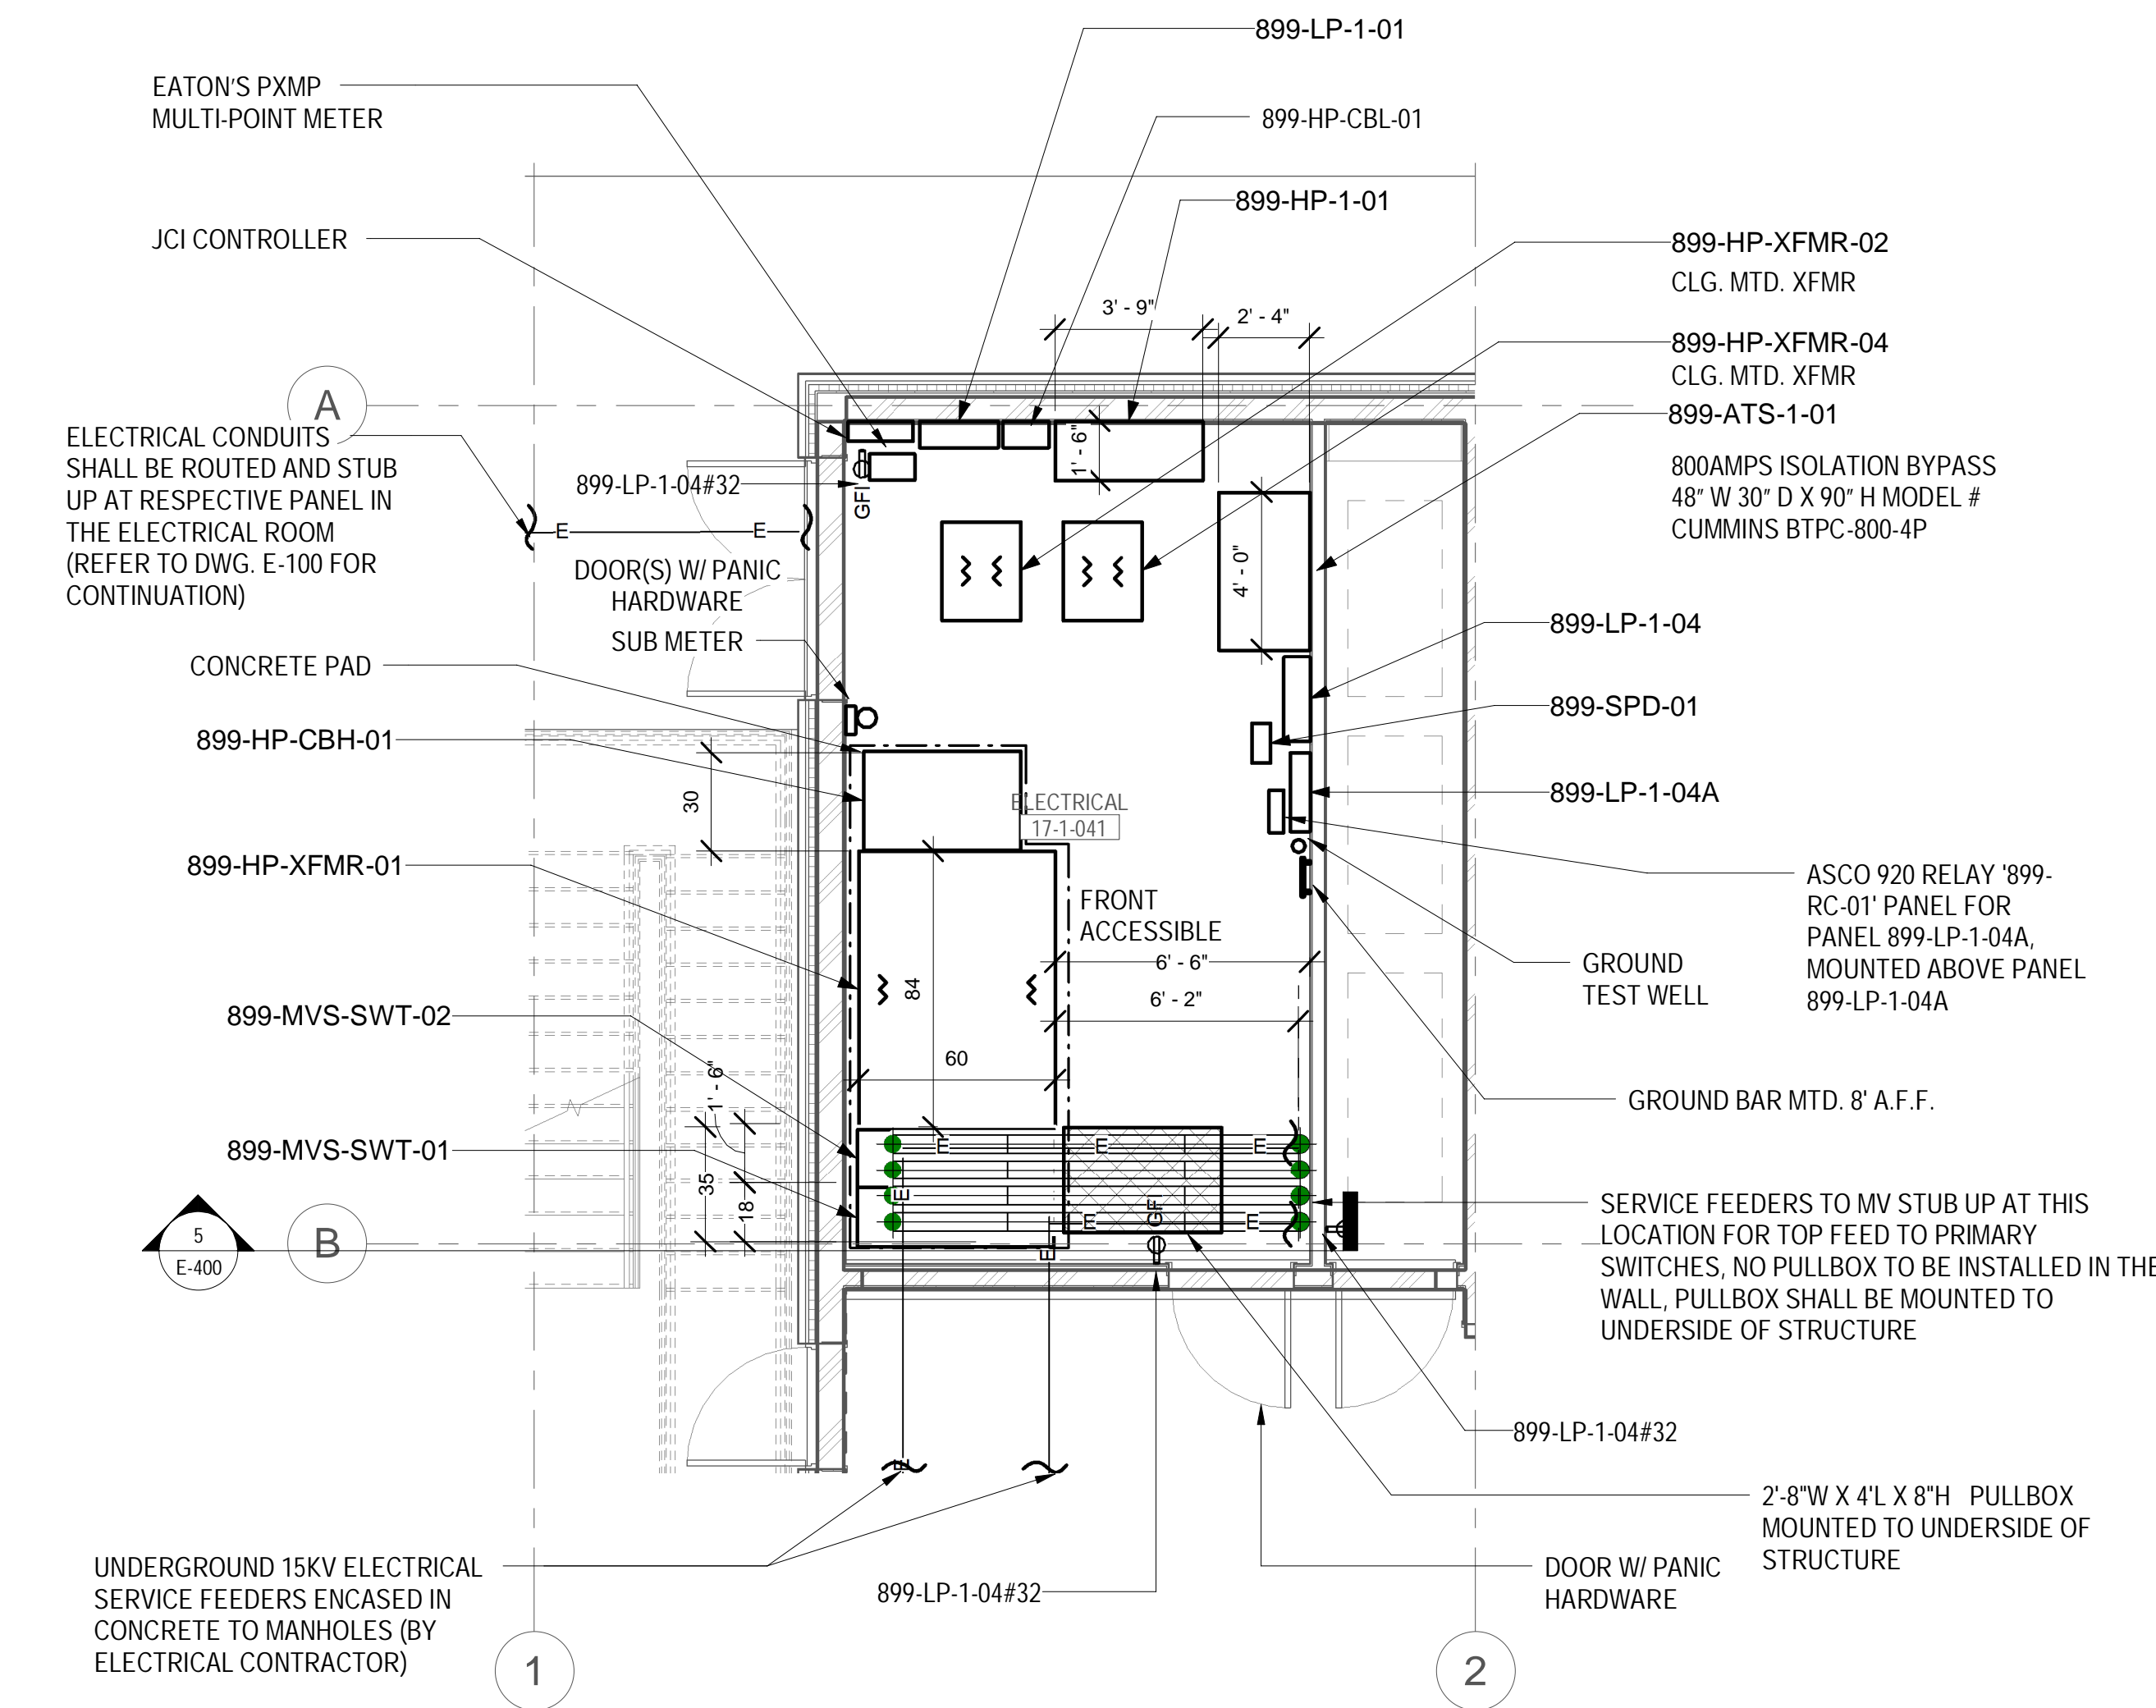 899-LP-1-01
EATON'S PXMP
MULTI-POINT METER
899-HP-CBL-01
899-HP-1-01
JCI CONTROLLER
899-HP-XFMR-02
CLG. MTD. XFMR
3' - 9"
2' - 4"
899-HP-XFMR-04
CLG. MTD. XFMR
A
899-ATS-1-01
ELECTRICAL CONDUITS
SHALL BE ROUTED AND STUB
UP AT RESPECTIVE PANEL IN
THE ELECTRICAL ROOM
(REFER TO DWG. E-100 FOR
CONTINUATION)
1' - 6"
800AMPS ISOLATION BYPASS
48" W 30" D X 90" H MODEL #
CUMMINS BTPC-800-4P
899-LP-1-04#32
GFI
E
E
DOOR(S) W/ PANIC
HARDWARE
4' - 0"
SUB METER
899-LP-1-04
CONCRETE PAD
899-SPD-01
899-HP-CBH-01
30
ELECTRICAL
17-1-041
899-LP-1-04A
899-HP-XFMR-01
ASCO 920 RELAY '899-
RC-01' PANEL FOR
PANEL 899-LP-1-04A,
MOUNTED ABOVE PANEL
899-LP-1-04A
FRONT
ACCESSIBLE
6' - 6"
6' - 2"
GROUND
TEST WELL
84
899-MVS-SWT-02
60
1' - 6"
GROUND BAR MTD. 8' A.F.F.
899-MVS-SWT-01
E
E
E
35
18
E
E
E
GF
E
5
E-400
B
SERVICE FEEDERS TO MV STUB UP AT THIS
LOCATION FOR TOP FEED TO PRIMARY
SWITCHES, NO PULLBOX TO BE INSTALLED IN THE
WALL, PULLBOX SHALL BE MOUNTED TO
UNDERSIDE OF STRUCTURE
899-LP-1-04#32
E
2'-8"W X 4'L X 8"H PULLBOX
MOUNTED TO UNDERSIDE OF
STRUCTURE
UNDERGROUND 15KV ELECTRICAL
SERVICE FEEDERS ENCASED IN
CONCRETE TO MANHOLES (BY
ELECTRICAL CONTRACTOR)
899-LP-1-04#32
DOOR W/ PANIC
HARDWARE
1
2